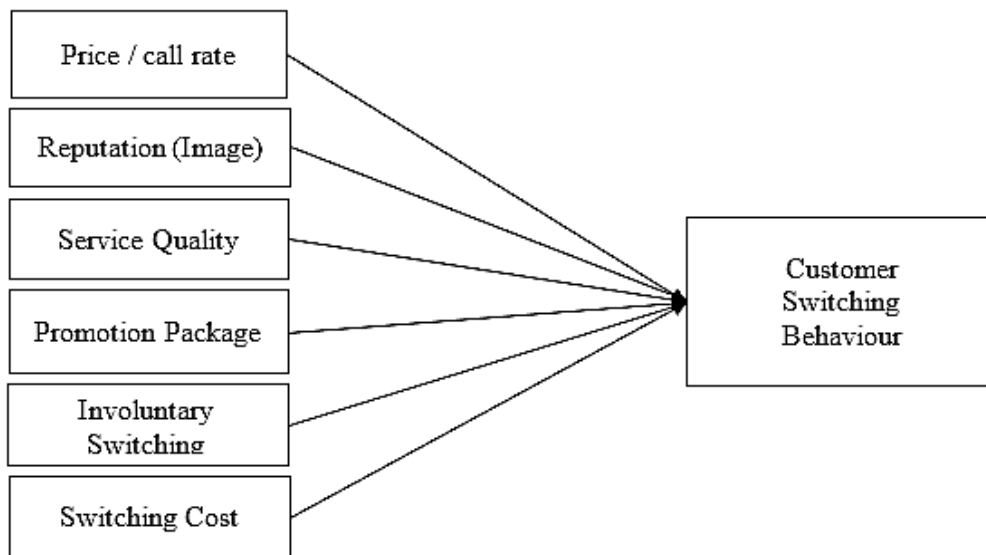 Price / call rate
Reputation (Image)
Service Quality
Promotion Package
Involuntary
Switching
Switching Cost
Customer
Switching
Behaviour